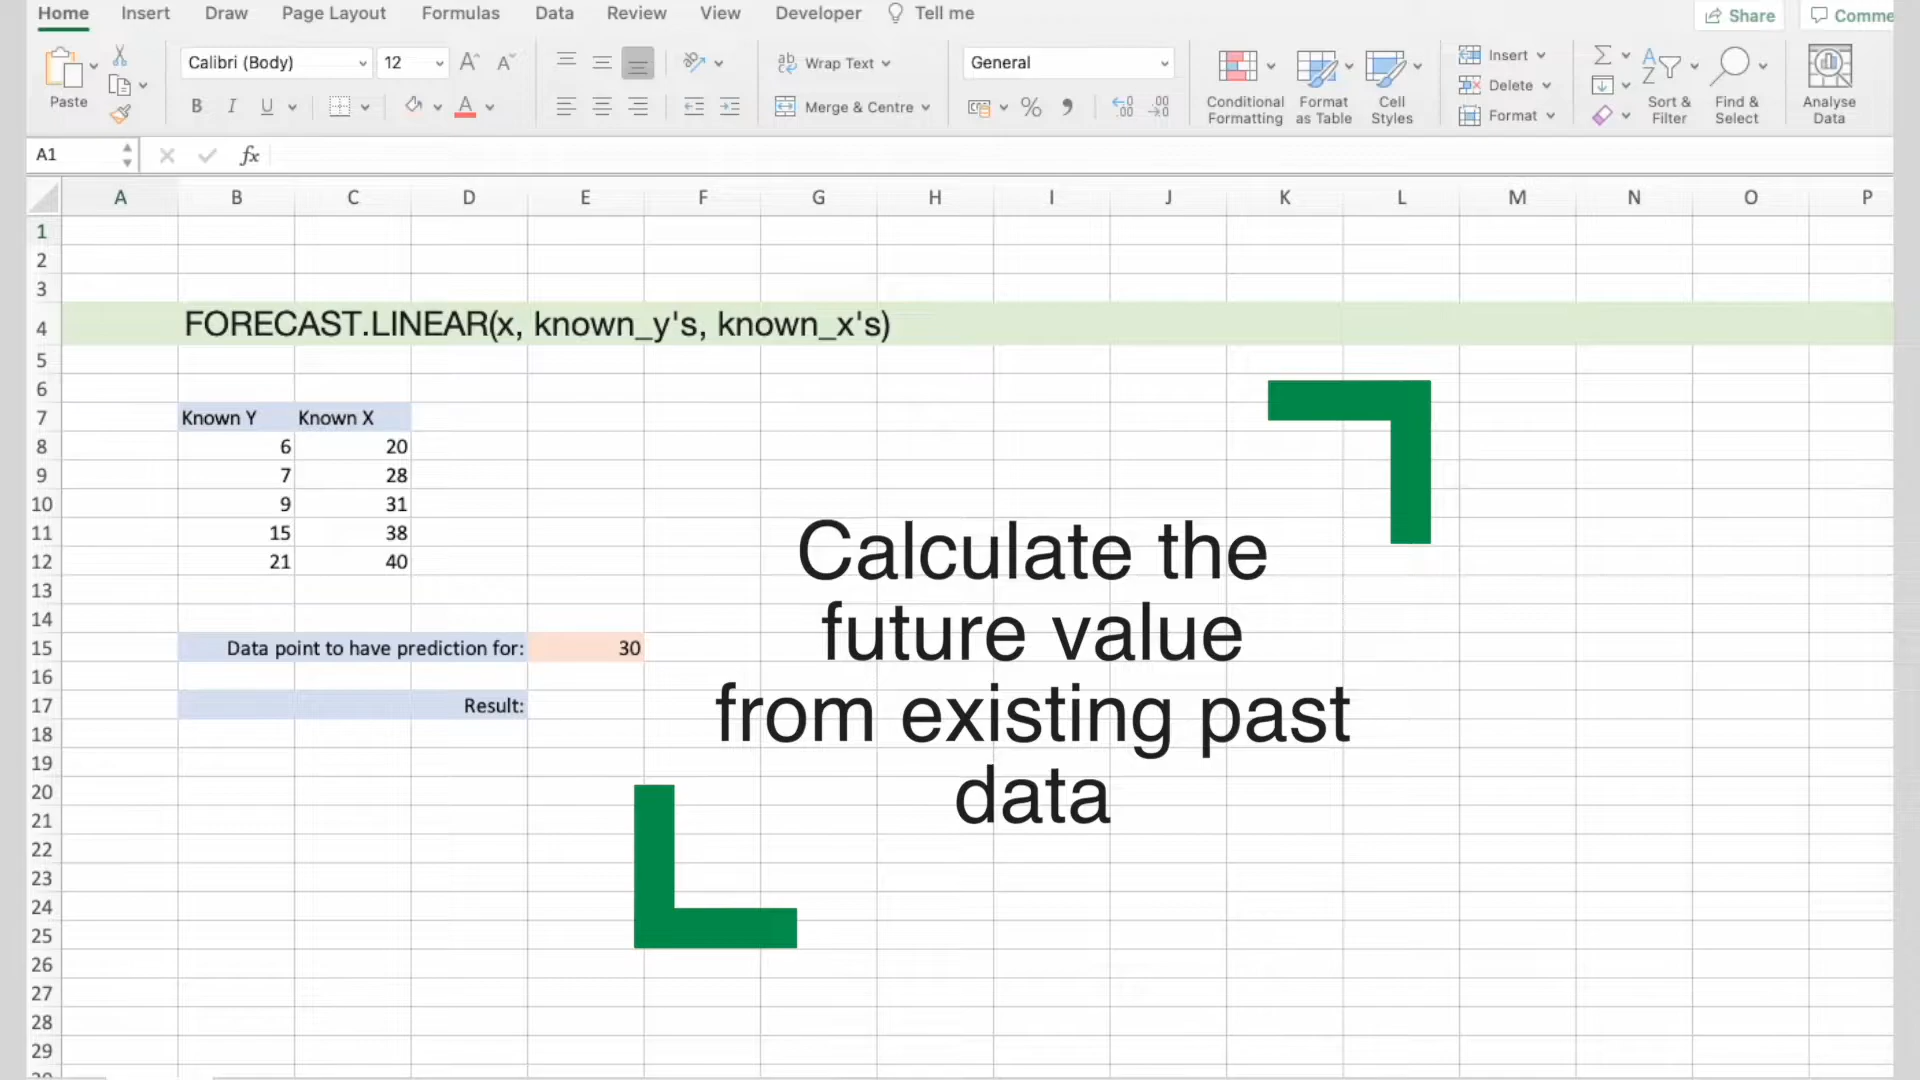 Home Insert Draw Page Layout Formulas Data Review View Developer Tell me Share Comme
Calibri (Body) 12 A A ab Wrap Text General Insert Σ A
Z
Paste B I U A Merge & Centre % Delete
Conditional Formatting Format as Table Cell Styles Format Sort & Filter Find & Select Analyse Data
A1 fx
A B C D E F G H I J K L M N O P
1
2
3
4 FORECAST.LINEAR(x, known_y's, known_x's)
5
6
7 Known Y Known X
8 6 20
9 7 28
10 9 31
11 15 38
12 21 40
13
14
15 Data point to have prediction for: 30
16
17 Result:
18
19
20
21
22
23
24
25
26
27
28
29
Calculate the
future value
from existing past
data